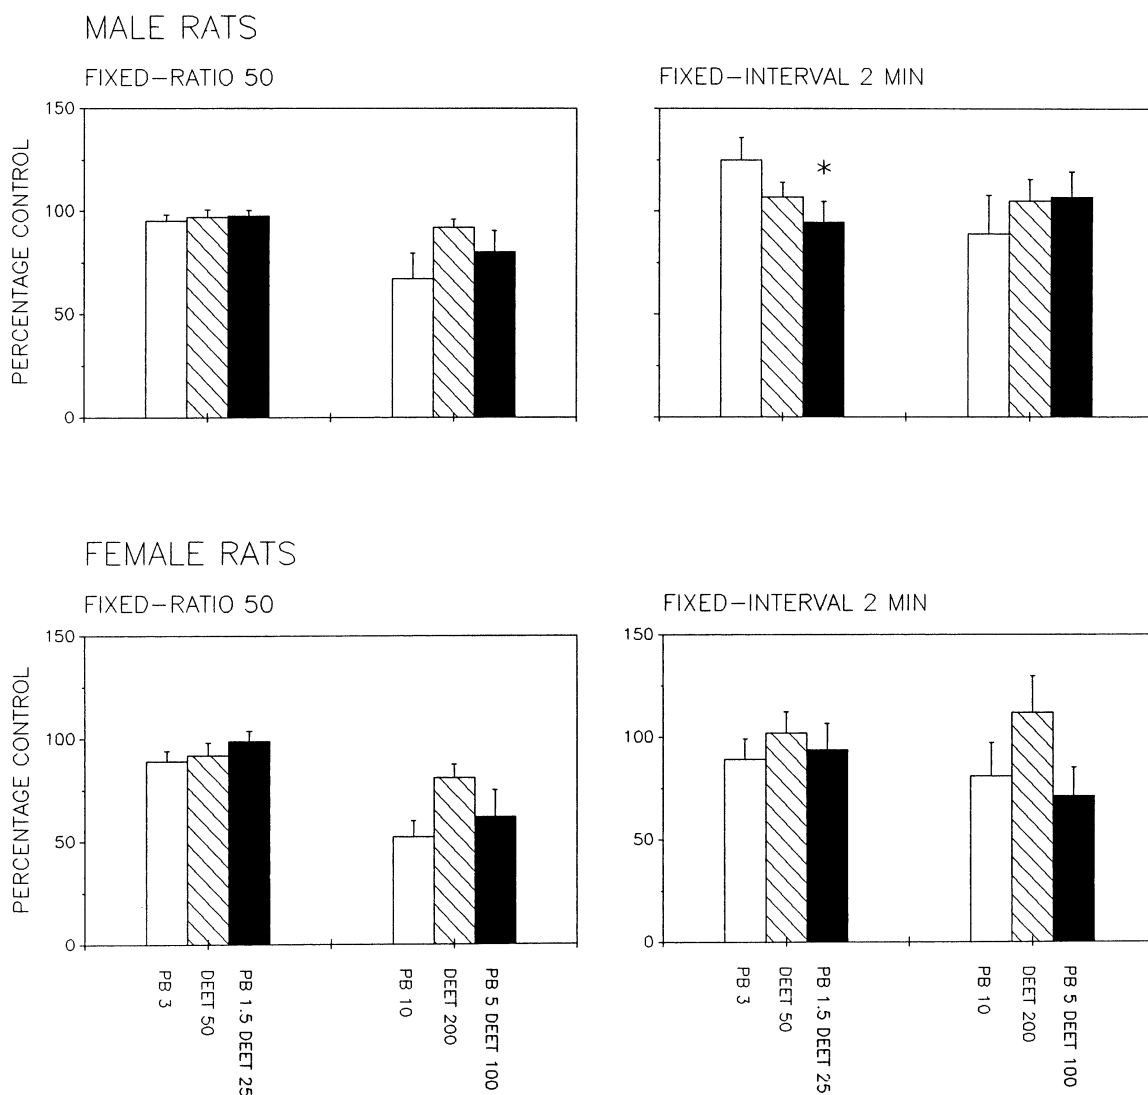 MALE RATS
FIXED-RATIO 50
FIXED-INTERVAL 2 MIN
PERCENTAGE CONTROL
150
100
50
0
*
FEMALE RATS
FIXED-RATIO 50
FIXED-INTERVAL 2 MIN
PERCENTAGE CONTROL
150
100
50
0
150
100
50
0
PB 3
DEET 50
PB 1.5 DEET 25
PB 10
DEET 200
PB 5 DEET 100
PB 3
DEET 50
PB 1.5 DEET 25
PB 10
DEET 200
PB 5 DEET 100